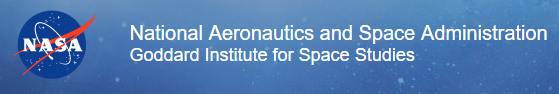 NASA
National Aeronautics and Space Administration
Goddard Institute for Space Studies